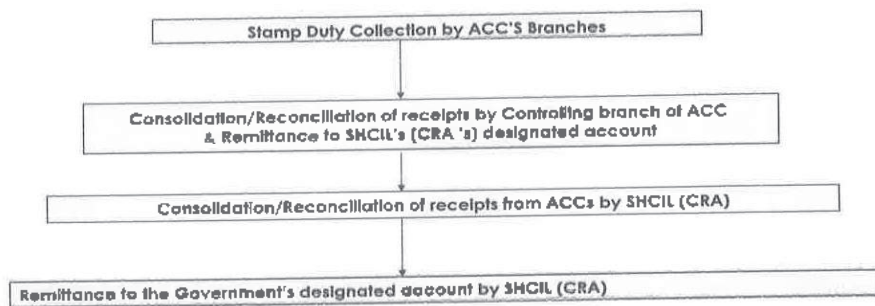 Stamp Duty Collection by ACC'S Branches
Consolidation/Reconciliation of receipts by Controlling branch of ACC
& Remittance to SHCIL's (CRA 's) designated account
Consolidation/Reconciliation of receipts from ACCs by SHCIL (CRA)
Remittance to the Government's designated account by SHCIL (CRA)